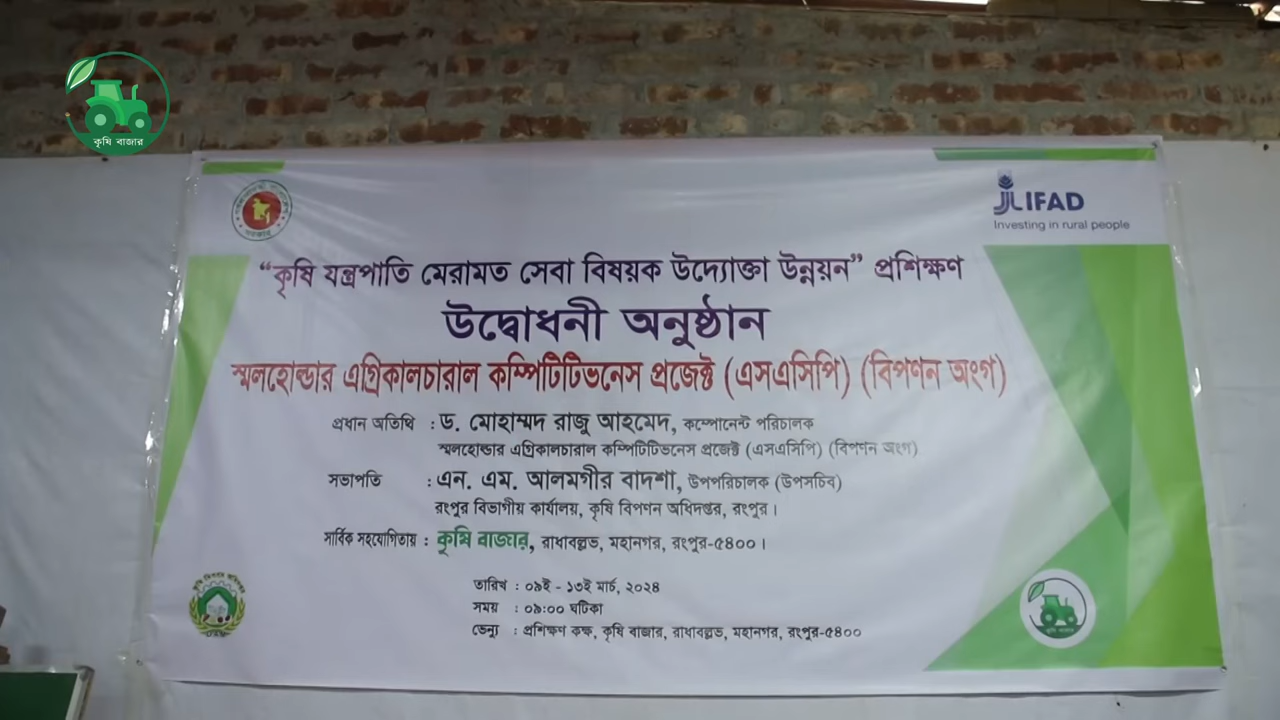 কৃষি বাজার
IFAD
Investing in rural people
“কৃষি যন্ত্রপাতি মেরামত সেবা বিষয়ক উদ্যোক্তা উন্নয়ন” প্রশিক্ষণ
উদ্বোধনী অনুষ্ঠান
স্মলহোল্ডার এগ্রিকালচারাল কম্পিটিটিভনেস প্রজেক্ট (এসএসিপি) (বিপণন অংগ)
প্রধান অতিথি : ড. মোহাম্মদ রাজু আহমেদ, কম্পোনেন্ট পরিচালক
স্মলহোল্ডার এগ্রিকালচারাল কম্পিটিটিভনেস প্রজেক্ট (এসএসিপি) (বিপণন অংগ)
সভাপতি : এন. এম. আলমগীর বাদশা, উপপরিচালক (উপসচিব)
রংপুর বিভাগীয় কার্যালয়, কৃষি বিপণন অধিদপ্তর, রংপুর।
সার্বিক সহযোগিতায় : কৃষি বাজার, রাধাবল্লভ, মহানগর, রংপুর-৫৪০০।
তারিখ : ০৯ই - ১৩ই মার্চ, ২০২৪
সময় : ০৯:০০ ঘটিকা
ভেন্যু : প্রশিক্ষণ কক্ষ, কৃষি বাজার, রাধাবল্লভ, মহানগর, রংপুর-৫৪০০
কৃষি বাজার